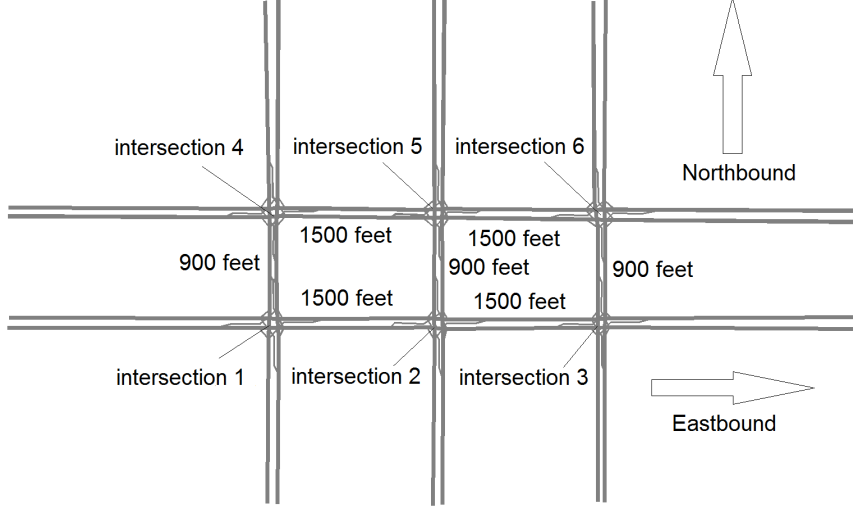 intersection 4
intersection 5
intersection 6
Northbound
1500 feet
1500 feet
900 feet
900 feet
900 feet
1500 feet
1500 feet
intersection 1
intersection 2
intersection 3
Eastbound